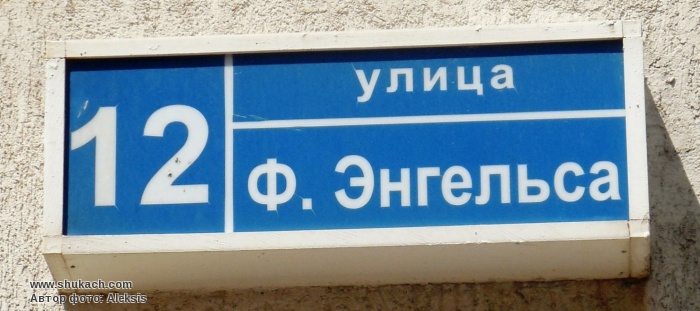 12
улица
Ф. Энгельса
www.shukach.com
Автор фото: Aleksis